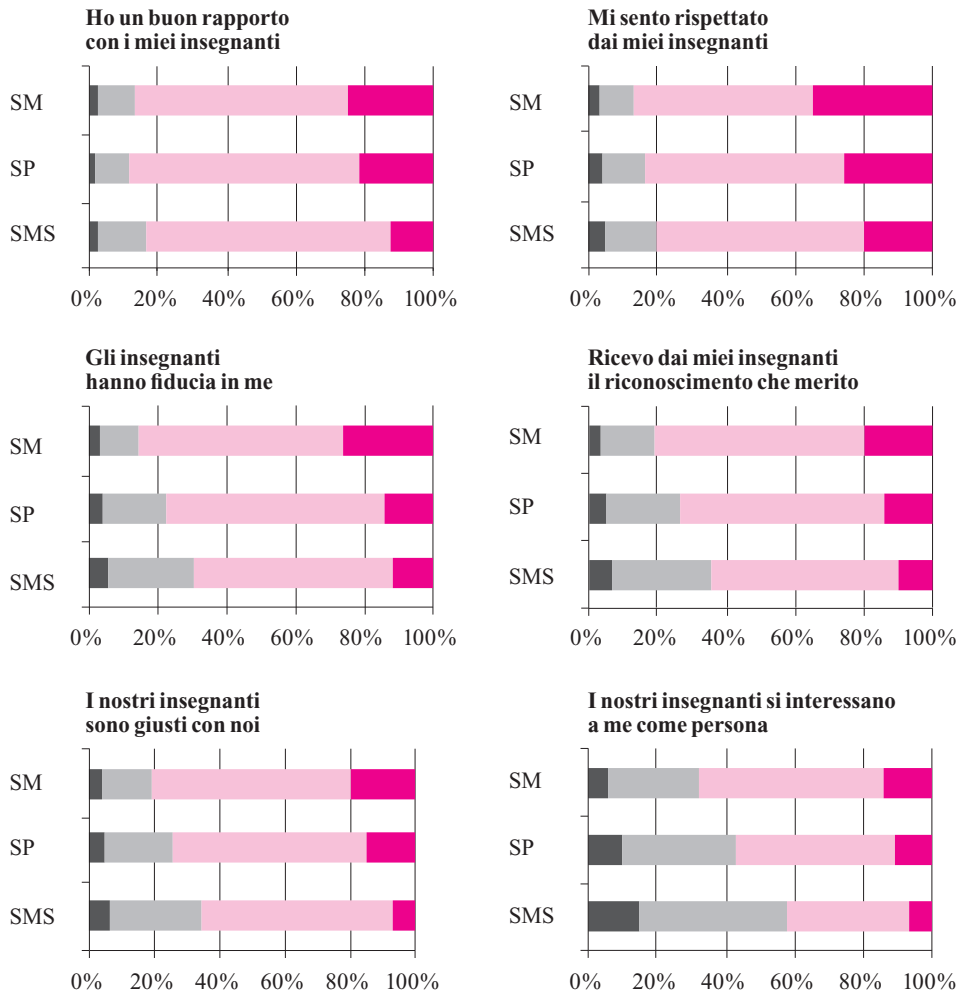 Ho un buon rapporto
con i miei insegnanti
SM
SP
SMS
0% 20% 40% 60% 80% 100%
Mi sento rispettato
dai miei insegnanti
SM
SP
SMS
0% 20% 40% 60% 80% 100%
Gli insegnanti
hanno fiducia in me
SM
SP
SMS
0% 20% 40% 60% 80% 100%
Ricevo dai miei insegnanti
il riconoscimento che merito
SM
SP
SMS
0% 20% 40% 60% 80% 100%
I nostri insegnanti
sono giusti con noi
SM
SP
SMS
0% 20% 40% 60% 80% 100%
I nostri insegnanti si interessano
a me come persona
SM
SP
SMS
0% 20% 40% 60% 80% 100%